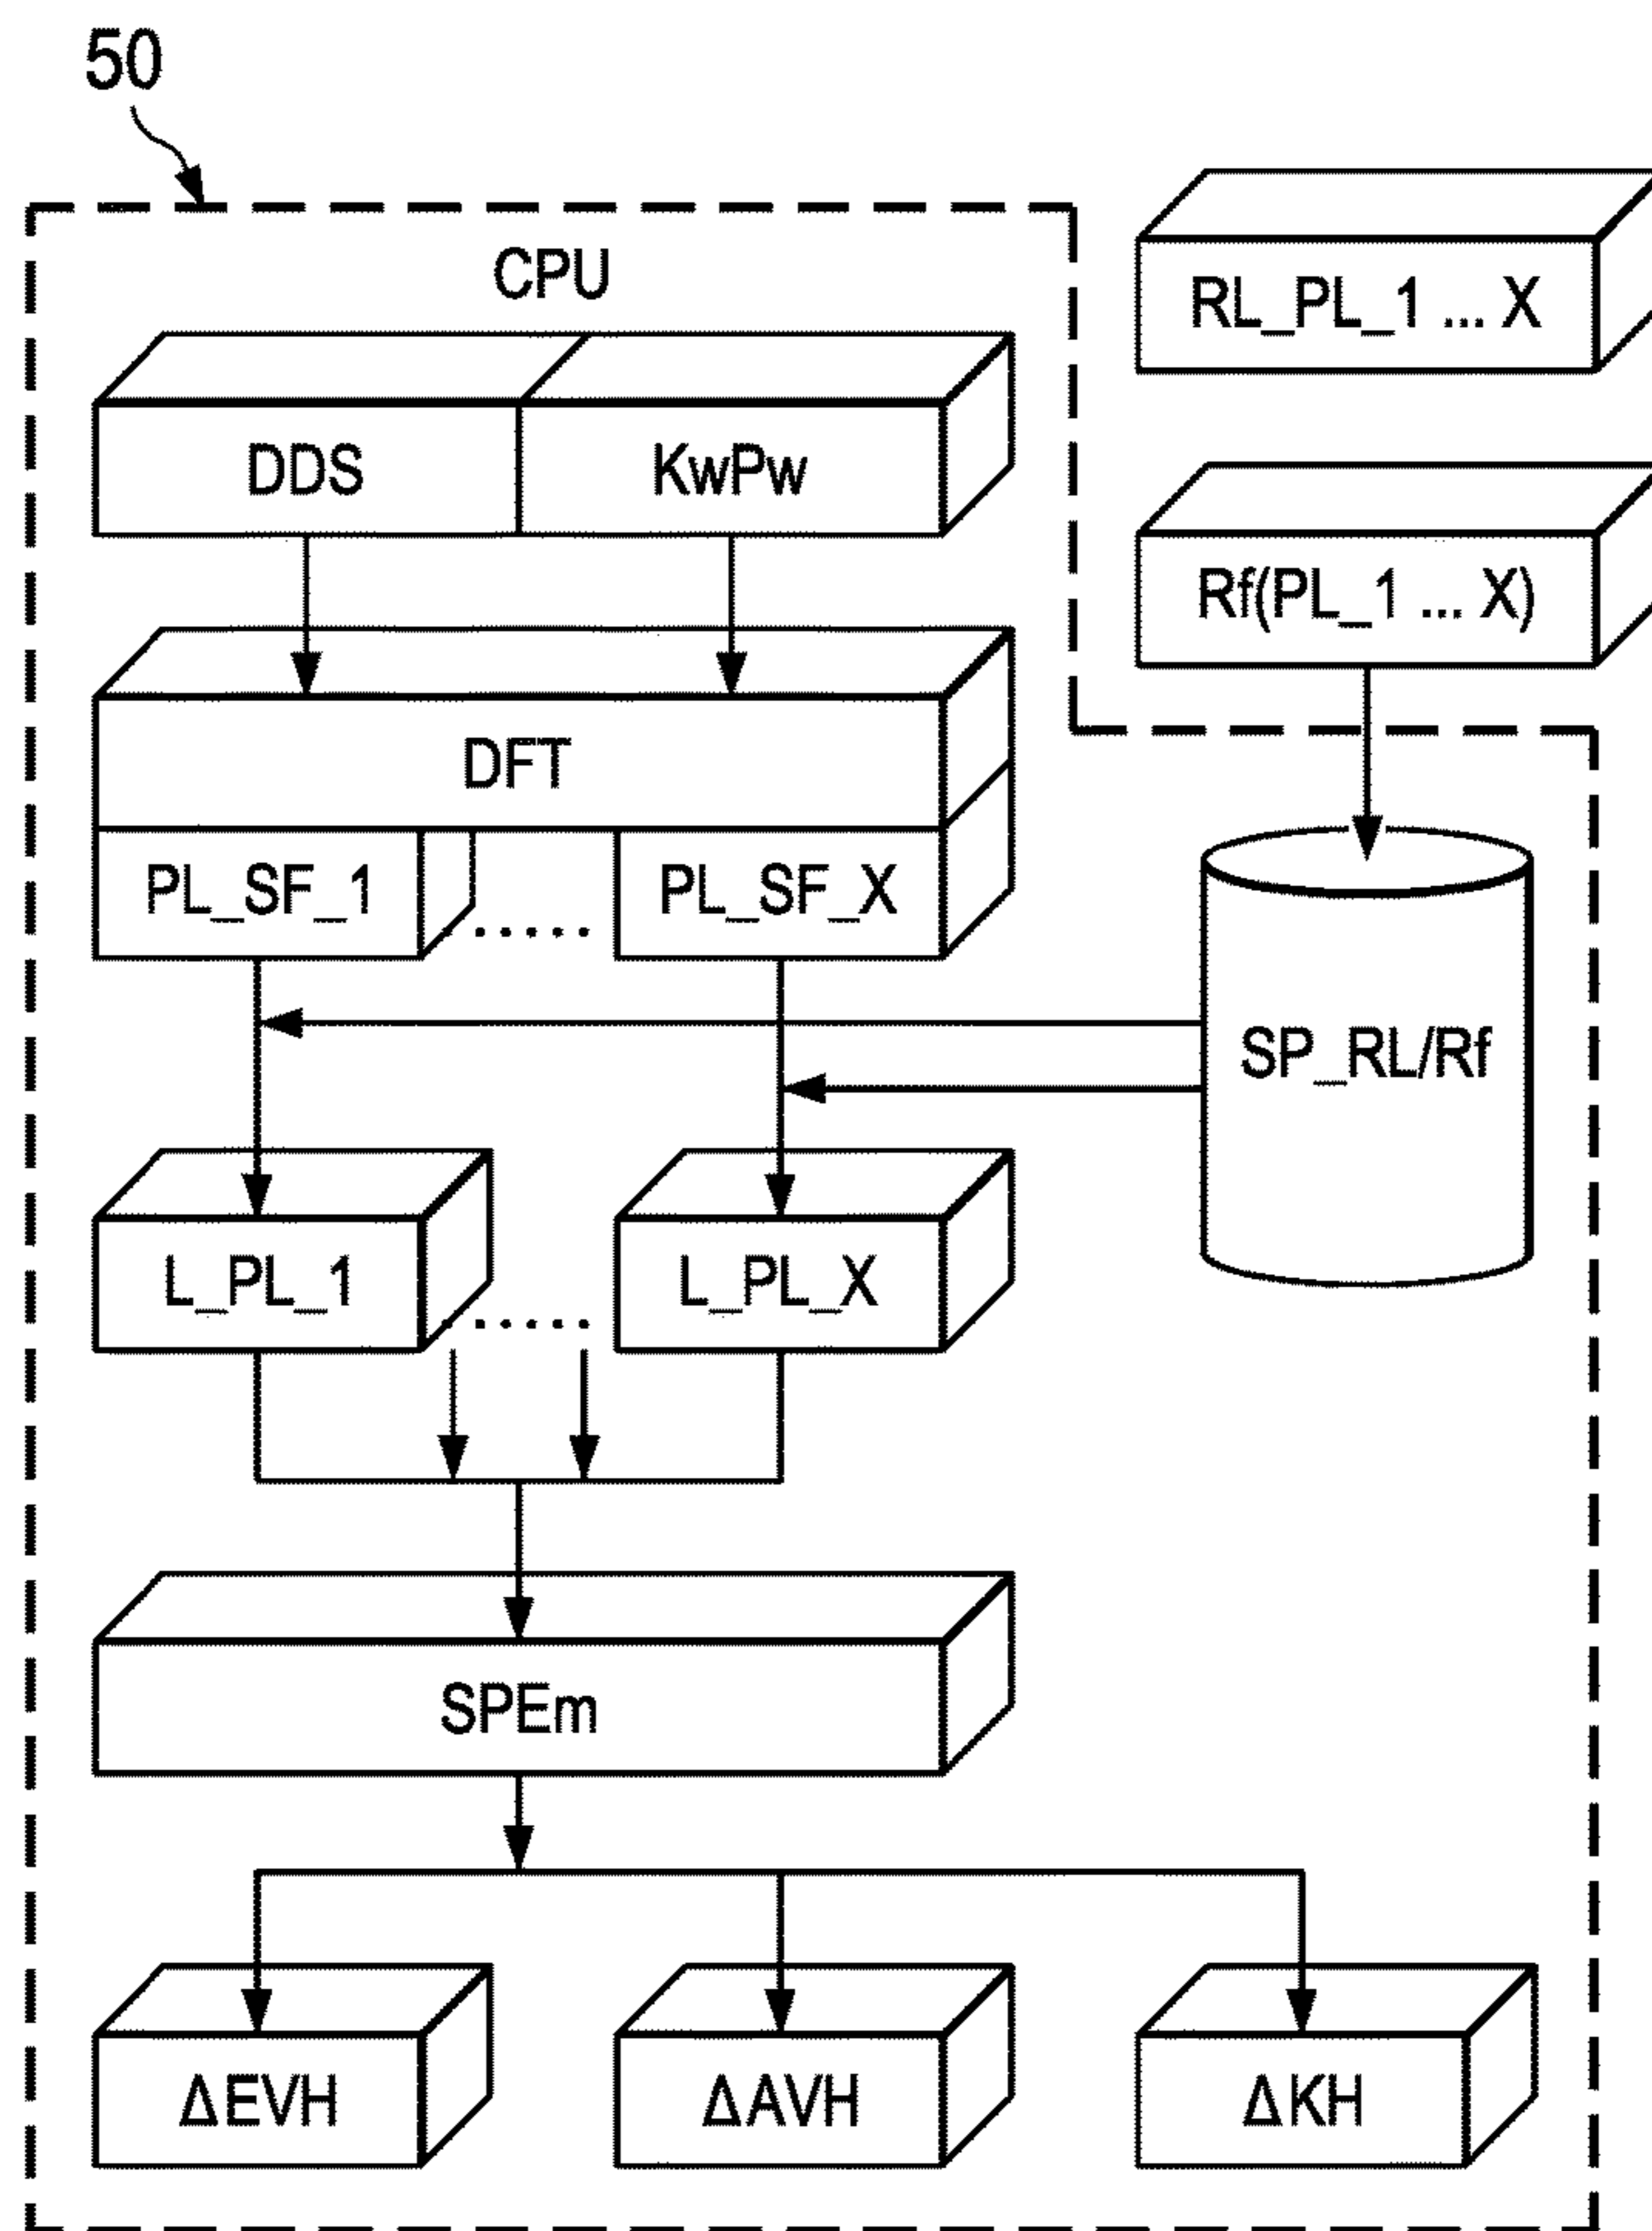 50
CPU
RL_PL_1 ... X
DDS
KwPw
Rf(PL_1 ... X)
DFT
PL_SF_1
.....
PL_SF_X
SP_RL/Rf
L_PL_1
.....
L_PL_X
SPEm
ΔEVH
ΔAVH
ΔKH